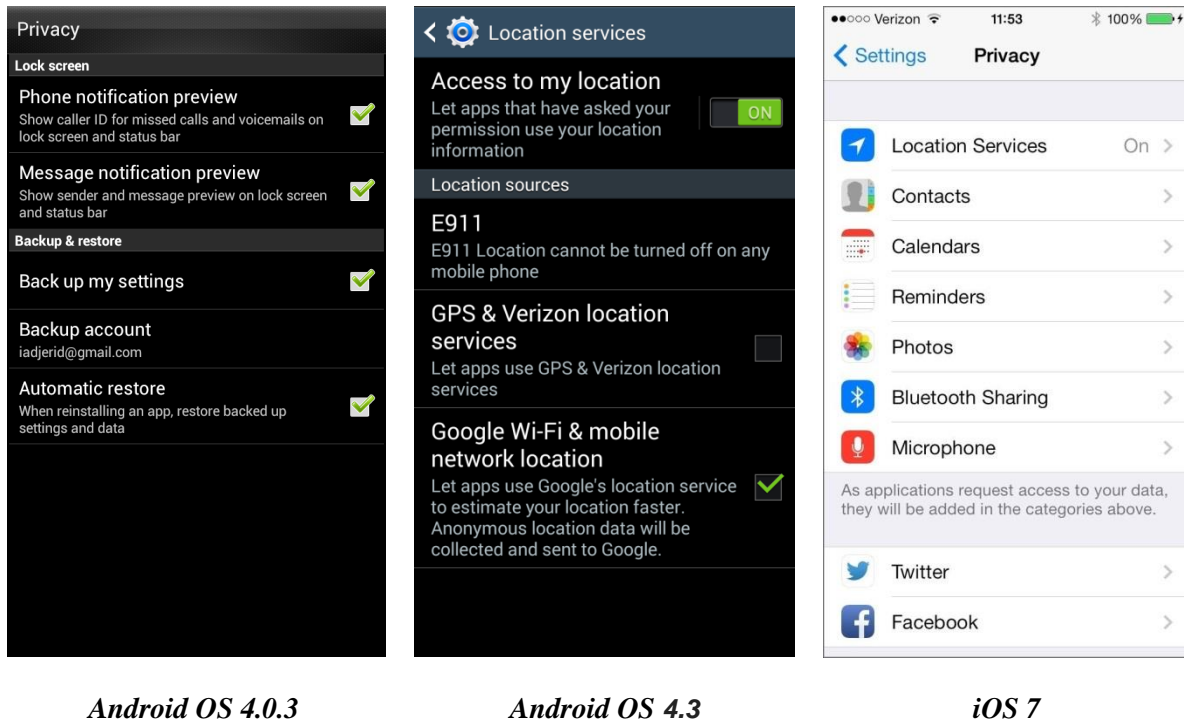 Privacy
Lock screen
Phone notification preview
Show caller ID for missed calls and voicemails on
lock screen and status bar
Message notification preview
Show sender and message preview on lock screen
and status bar
Backup & restore
Back up my settings
Backup account
iadjerid@gmail.com
Automatic restore
When reinstalling an app, restore backed up
settings and data
Android OS 4.0.3
Location services
Access to my location
Let apps that have asked your
permission use your location
information
ON
Location sources
E911
E911 Location cannot be turned off on any
mobile phone
GPS & Verizon location
services
Let apps use GPS & Verizon location
services
Google Wi-Fi & mobile
network location
Let apps use Google's location service
to estimate your location faster.
Anonymous location data will be
collected and sent to Google.
Android OS 4.3
Verizon 11:53 100%
Settings Privacy
Location Services On
Contacts
Calendars
Reminders
Photos
Bluetooth Sharing
Microphone
As applications request access to your data,
they will be added in the categories above.
Twitter
Facebook
iOS 7